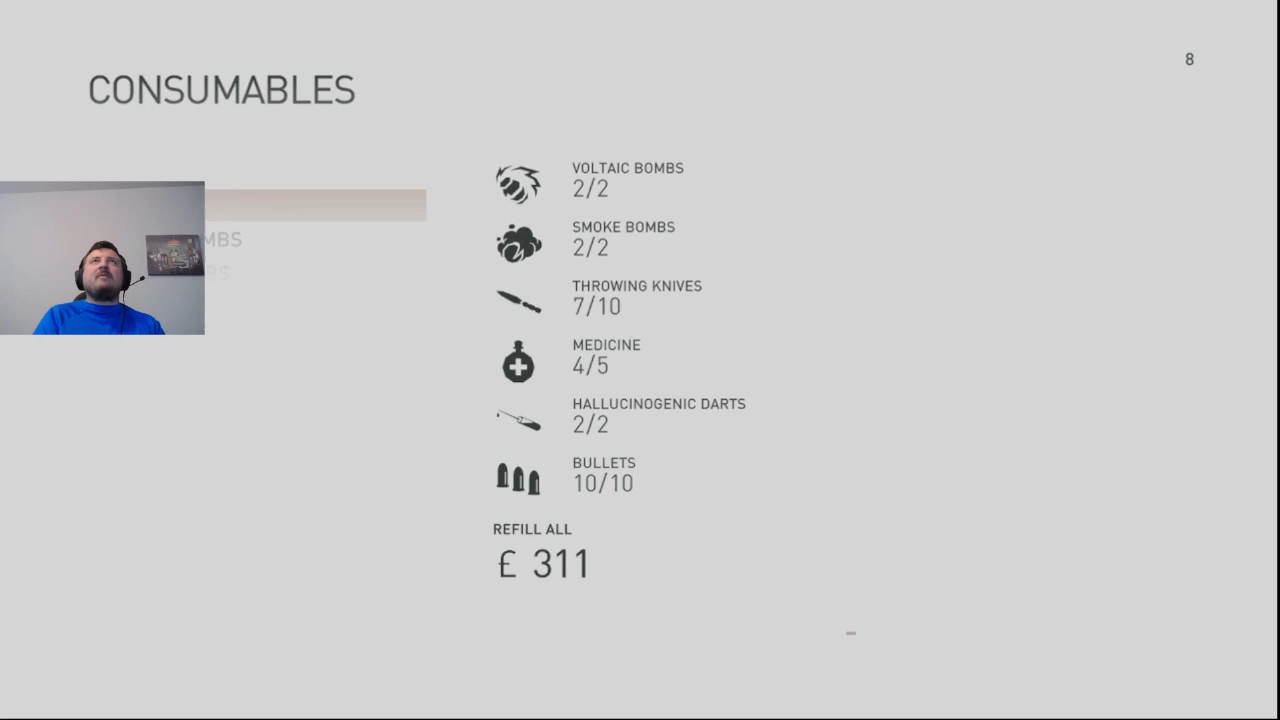 8
CONSUMABLES
VOLTAIC BOMBS
2/2
SMOKE BOMBS
2/2
THROWING KNIVES
7/10
MEDICINE
4/5
HALLUCINOGENIC DARTS
2/2
BULLETS
10/10
REFILL ALL
£ 311